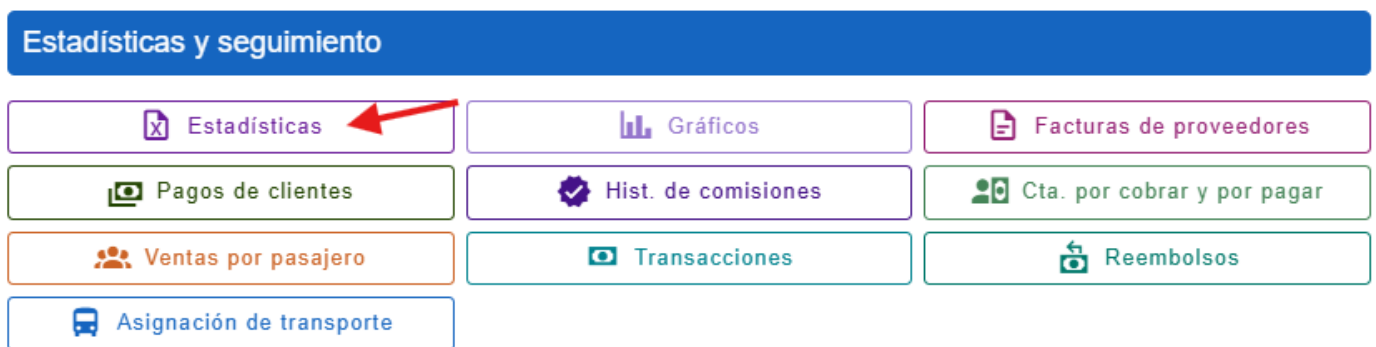 Estadísticas y seguimiento
Estadísticas
Gráficos
Facturas de proveedores
Pagos de clientes
Hist. de comisiones
Cta. por cobrar y por pagar
Ventas por pasajero
Transacciones
Reembolsos
Asignación de transporte